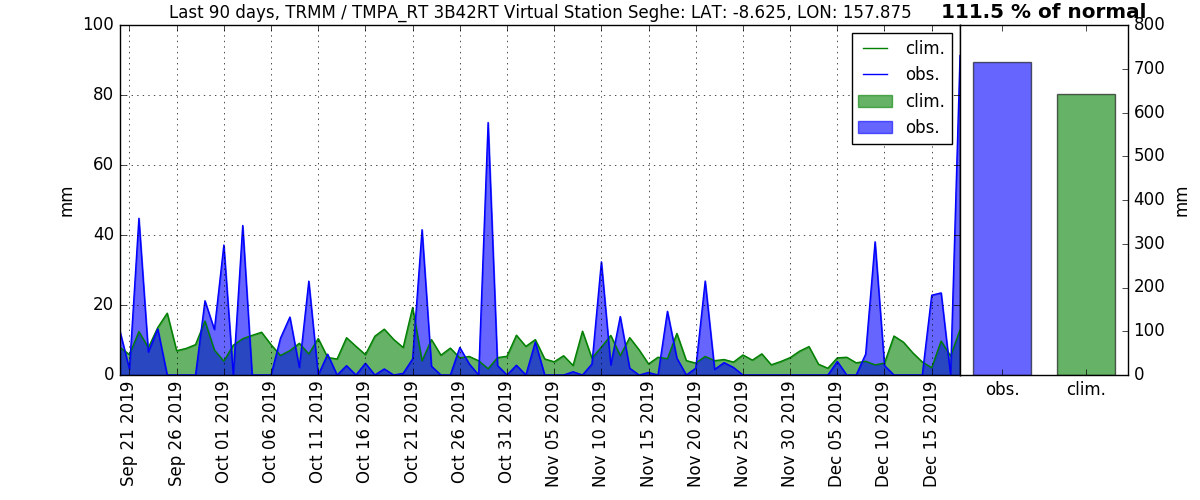 Last 90 days, TRMM / TMPA_RT 3B42RT Virtual Station Seghe: LAT: -8.625, LON: 157.875
111.5 % of normal
100
80
60
40
20
0
mm
clim.
obs.
clim.
obs.
800
700
600
500
400
300
200
100
0
mm
obs.
clim.
Sep 21 2019
Sep 26 2019
Oct 01 2019
Oct 06 2019
Oct 11 2019
Oct 16 2019
Oct 21 2019
Oct 26 2019
Oct 31 2019
Nov 05 2019
Nov 10 2019
Nov 15 2019
Nov 20 2019
Nov 25 2019
Nov 30 2019
Dec 05 2019
Dec 10 2019
Dec 15 2019